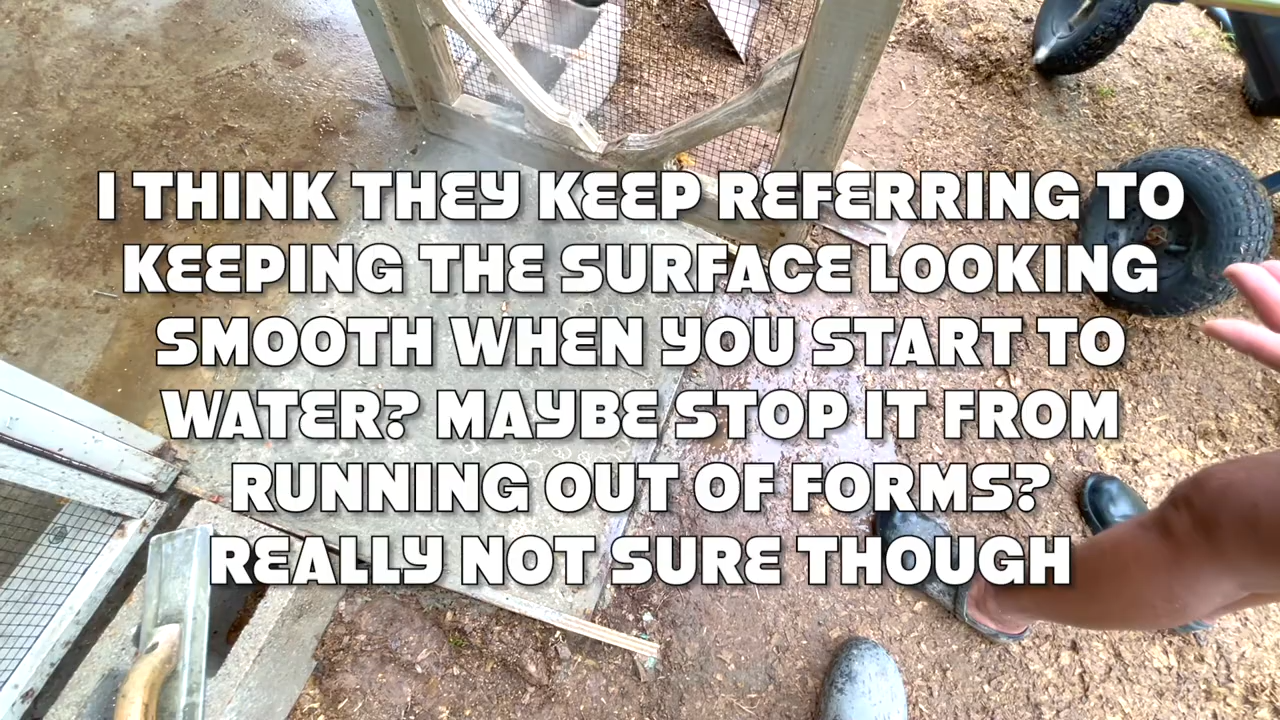 I THINK THEY KEEP REFERRING TO
KEEPING THE SURFACE LOOKING
SMOOTH WHEN YOU START TO
WATER? MAYBE STOP IT FROM
RUNNING OUT OF FORMS?
REALLY NOT SURE THOUGH